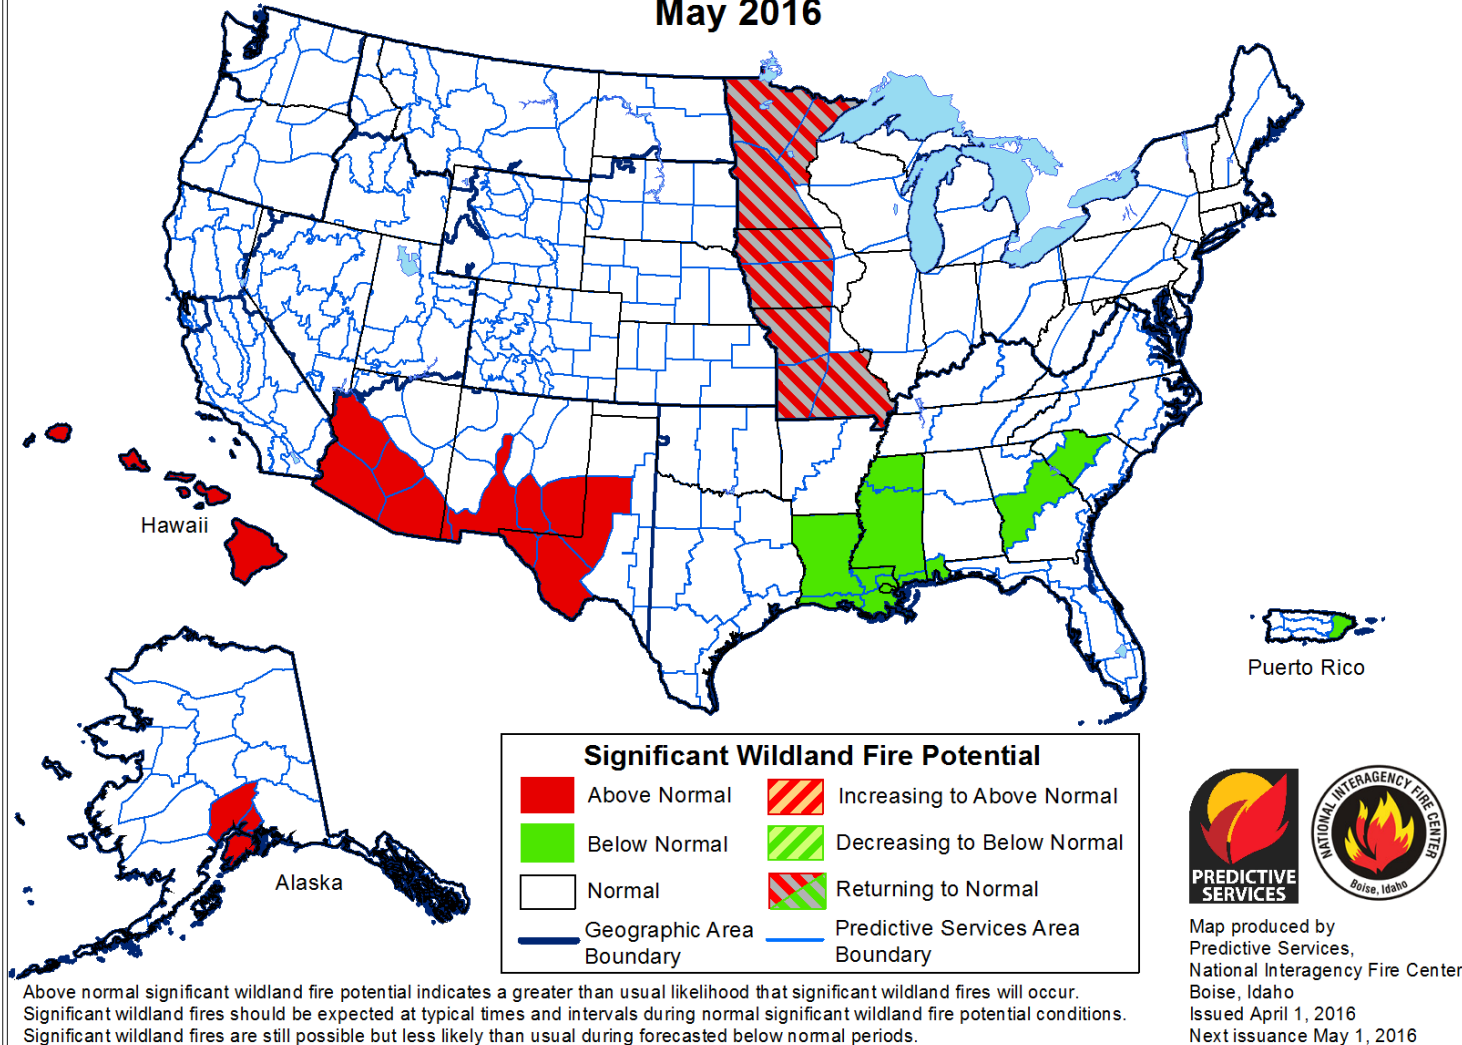 May 2016
Hawaii
Puerto Rico
Alaska
Significant Wildland Fire Potential
Above Normal
Increasing to Above Normal
Below Normal
Decreasing to Below Normal
Normal
Returning to Normal
Geographic Area
Boundary
Predictive Services Area
Boundary
PREDICTIVE
SERVICES
NATIONAL INTERAGENCY FIRE CENTER
Boise, Idaho
Map produced by
Predictive Services,
National Interagency Fire Center
Boise, Idaho
Issued April 1, 2016
Next issuance May 1, 2016
Above normal significant wildland fire potential indicates a greater than usual likelihood that significant wildland fires will occur.
Significant wildland fires should be expected at typical times and intervals during normal significant wildland fire potential conditions.
Significant wildland fires are still possible but less likely than usual during forecasted below normal periods.